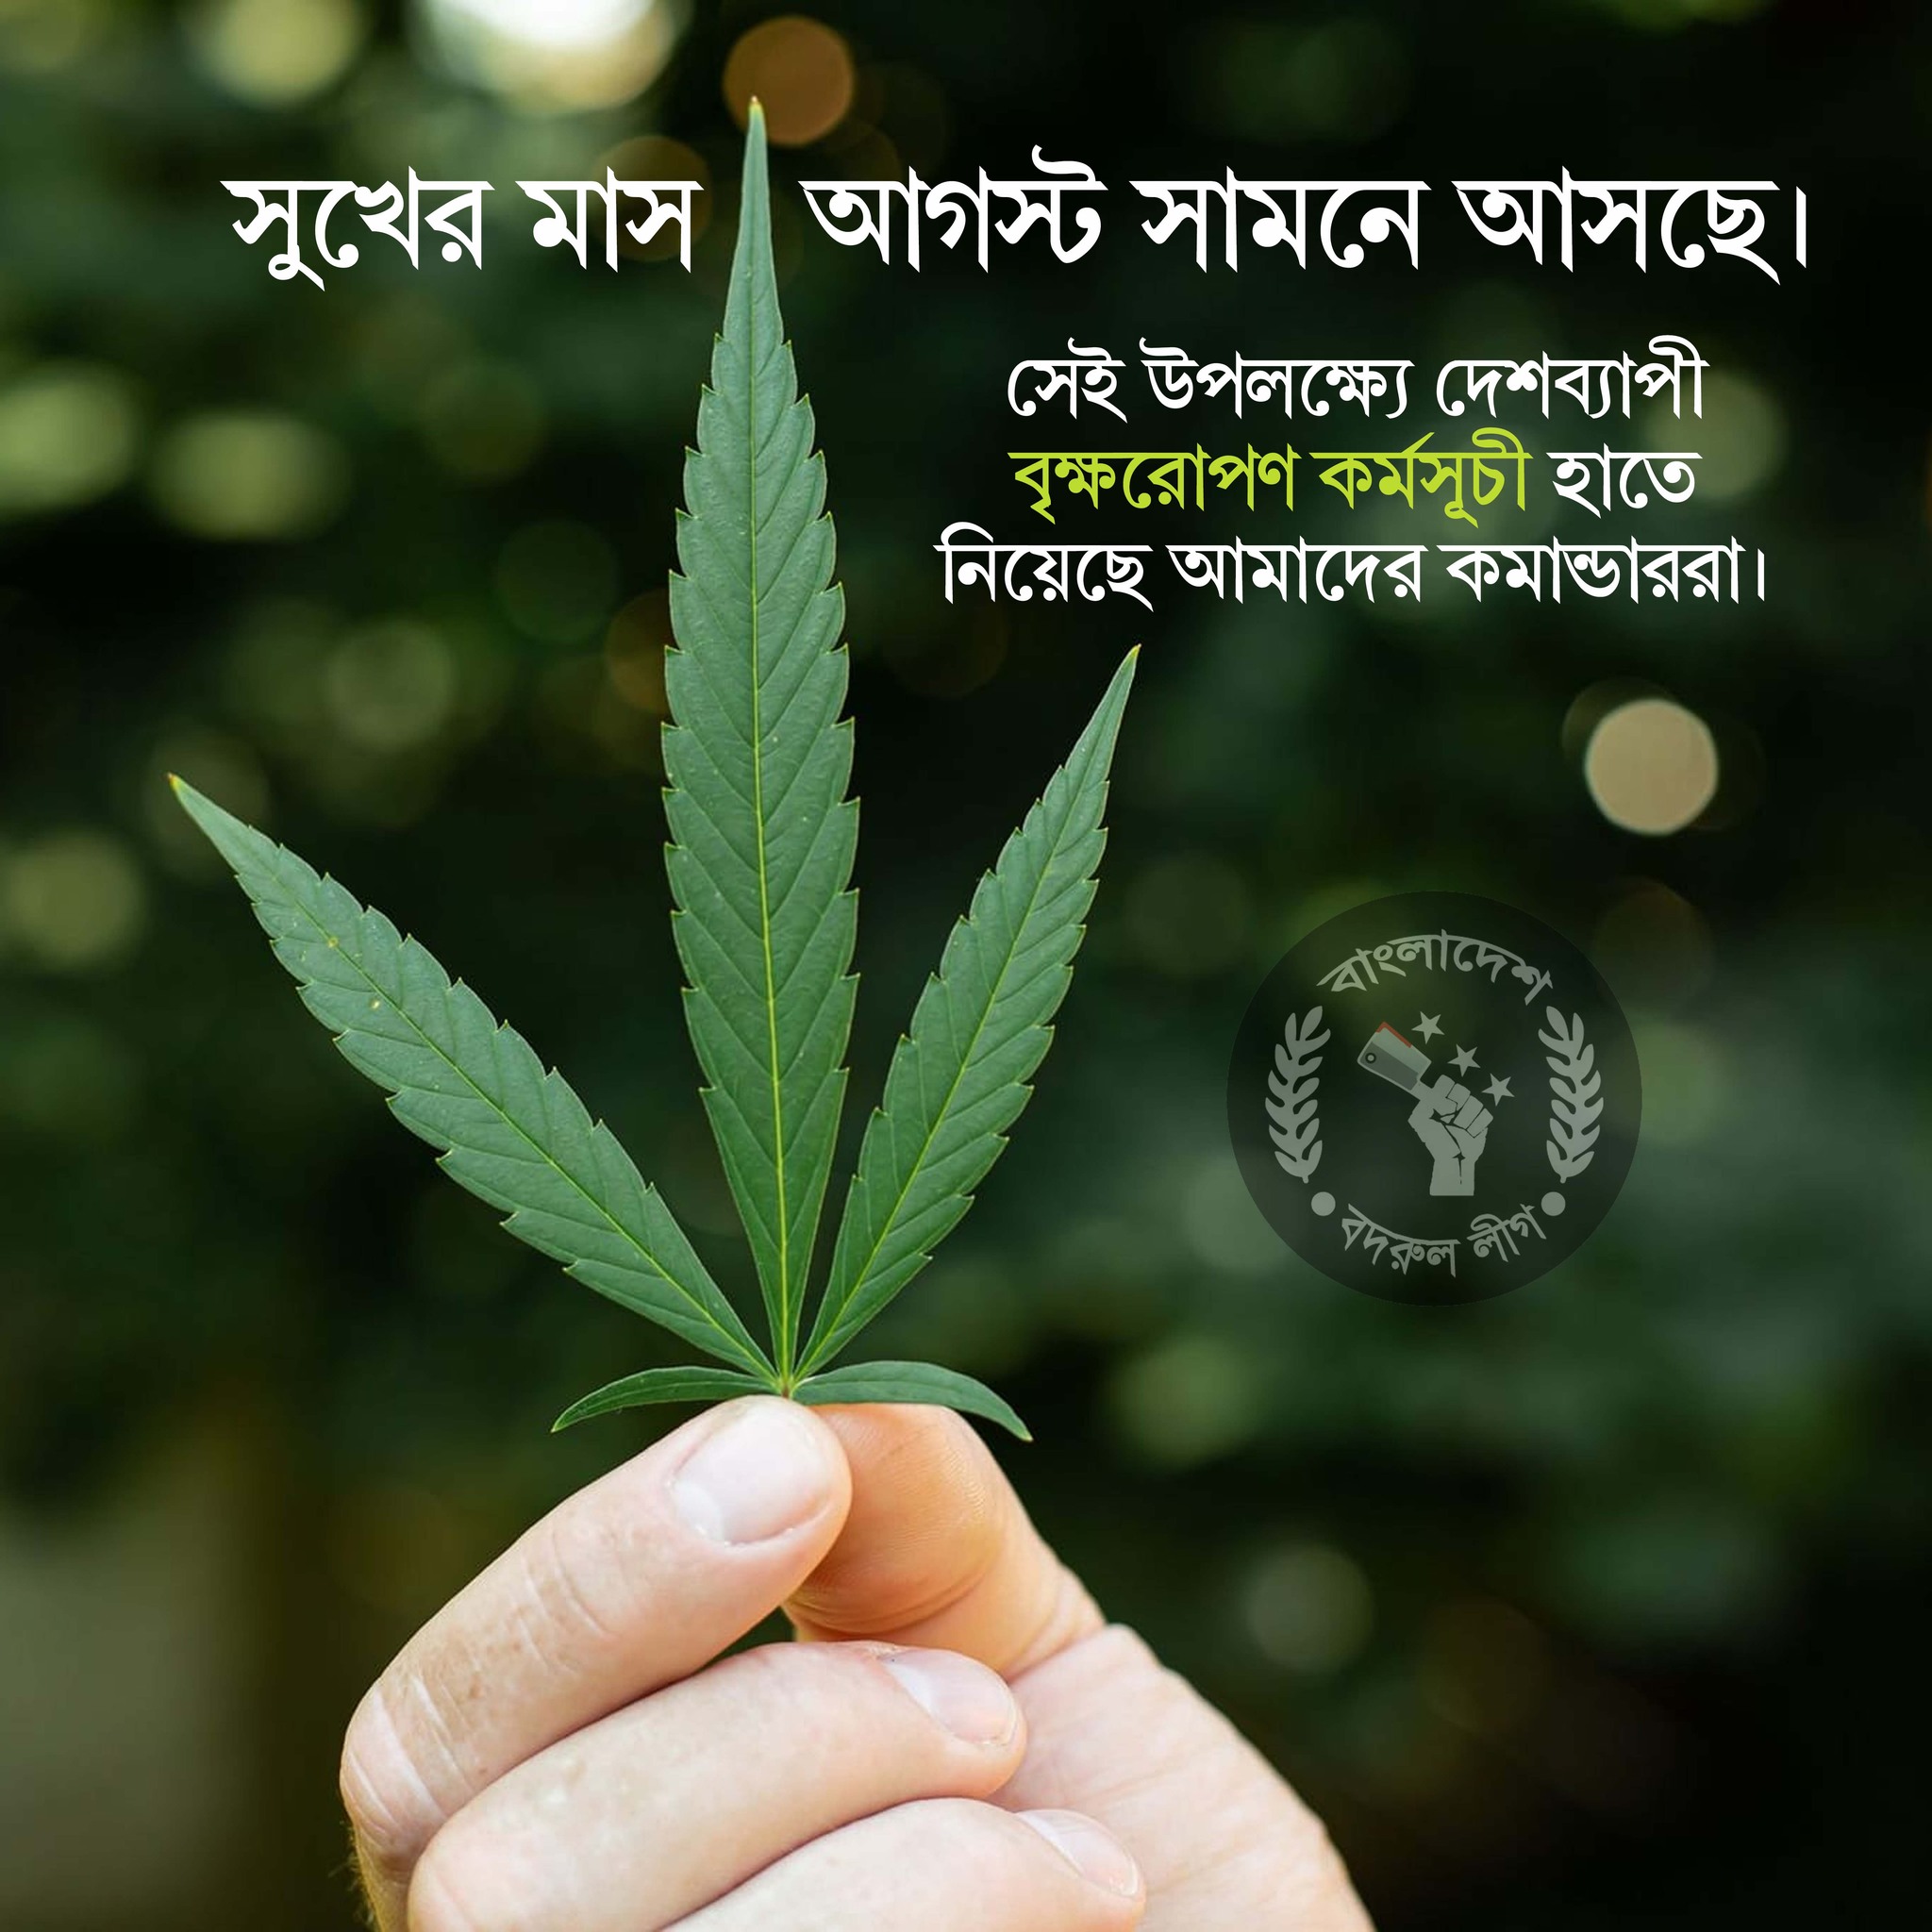 সুখের মাস আগস্ট সামনে আসছে।
সেই উপলক্ষ্যে দেশব্যাপী
বৃক্ষরোপণ কর্মসূচী হাতে
নিয়েছে আমাদের কমান্ডাররা।
বাংলাদেশ
বদরুল লীগ